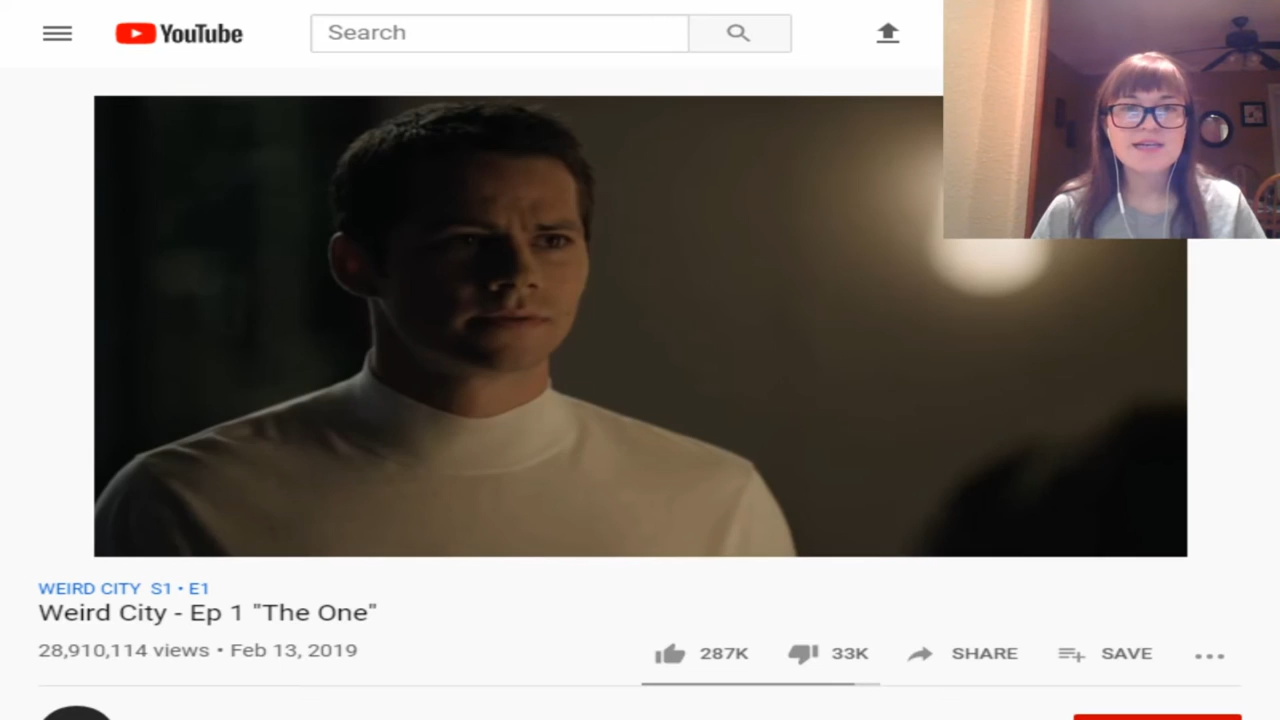 YouTube
Search
WEIRD CITY S1 • E1
Weird City - Ep 1 "The One"
28,910,114 views • Feb 13, 2019
287K
33K
SHARE
SAVE